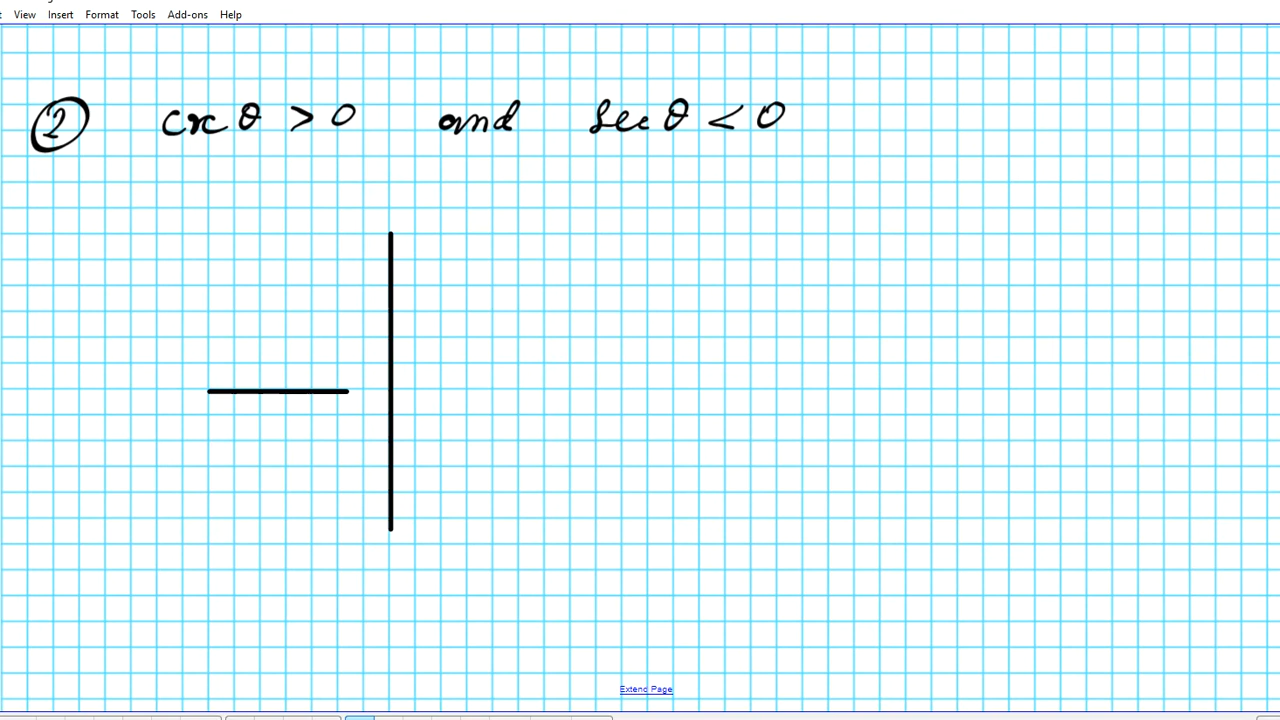 View Insert Format Tools Add-ons Help
② csc θ > 0 and sec θ < 0
Extend Page